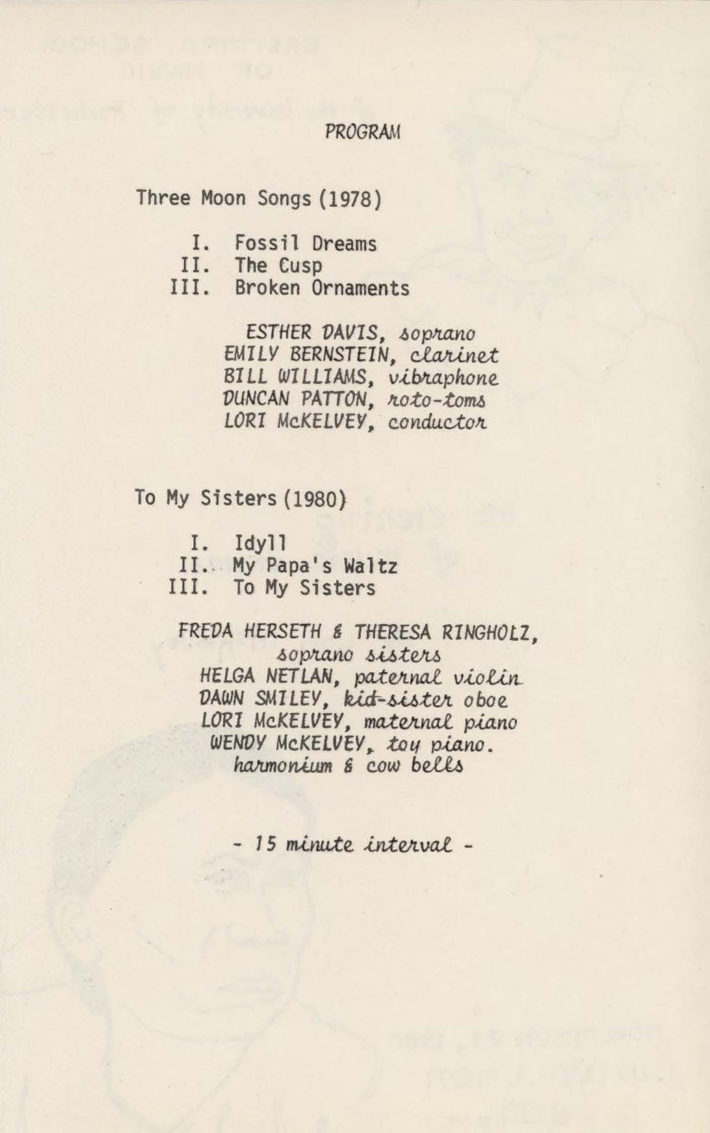 PROGRAM
Three Moon Songs (1978)
I. Fossil Dreams
II. The Cusp
III. Broken Ornaments
ESTHER DAVIS, soprano
EMILY BERNSTEIN, clarinet
BILL WILLIAMS, vibraphone
DUNCAN PATTON, roto-toms
LORI McKELVEY, conductor
To My Sisters (1980)
I. Idyll
II. My Papa's Waltz
III. To My Sisters
FREDA HERSETH & THERESA RINGHOLZ,
soprano sisters
HELGA NETLAN, paternal violin
DAWN SMILEY, kid-sister oboe
LORI McKELVEY, maternal piano
WENDY McKELVEY, toy piano.
harmonium & cow bells
- 15 minute interval -